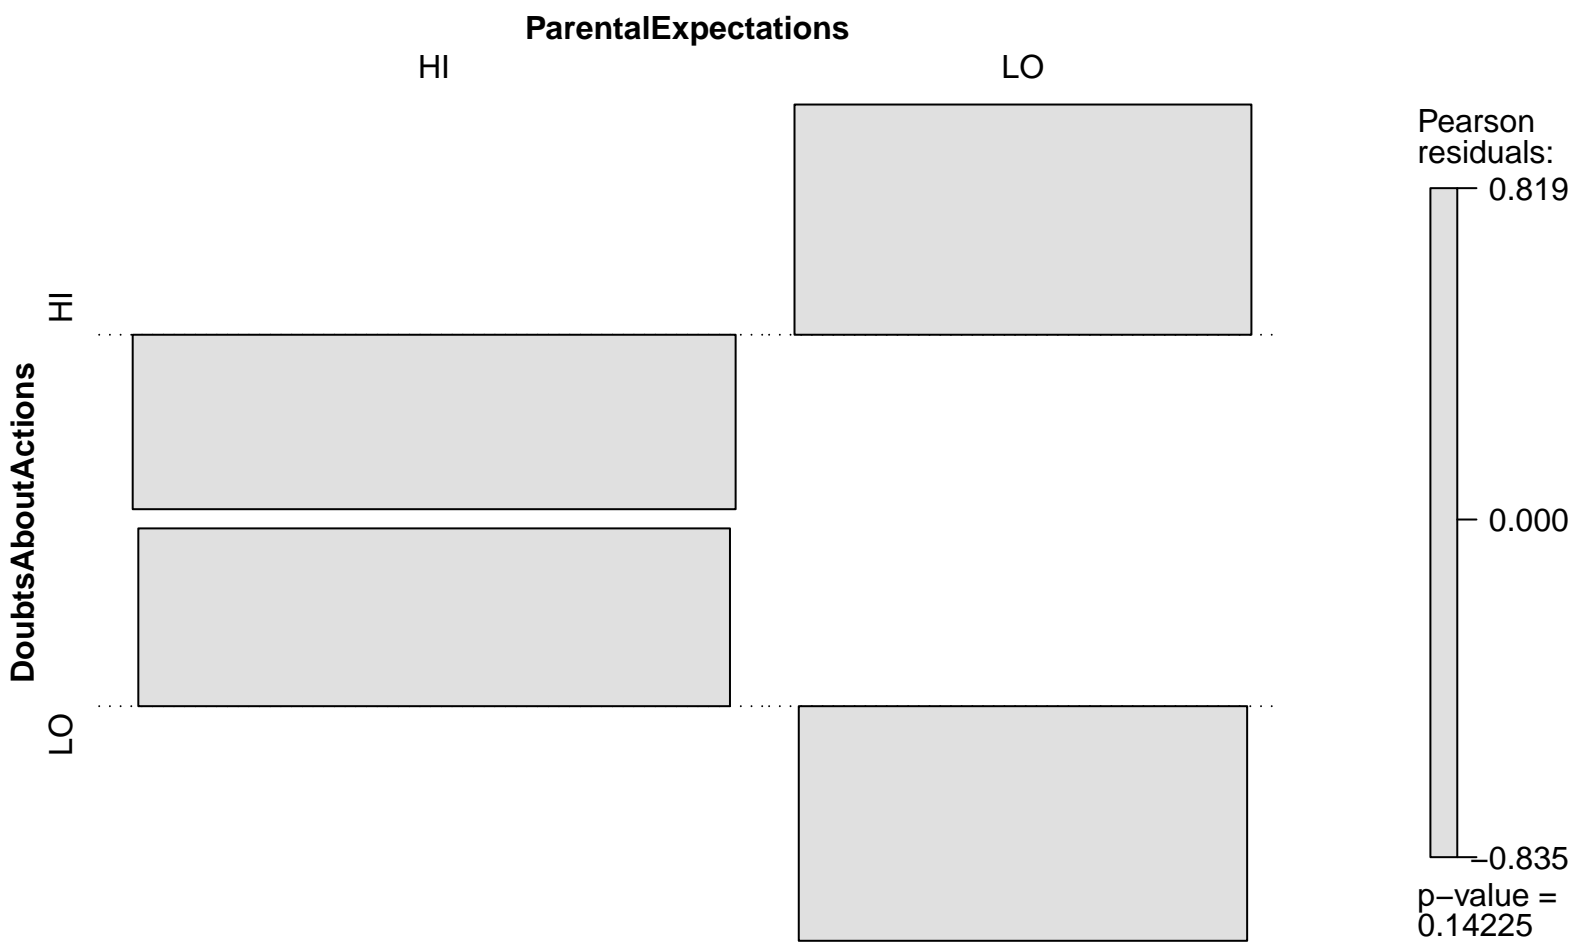 ParentalExpectations
HI
LO
DoubtsAboutActions
HI
LO
Pearson
residuals:
0.819
0.000
−0.835
p−value =
0.14225